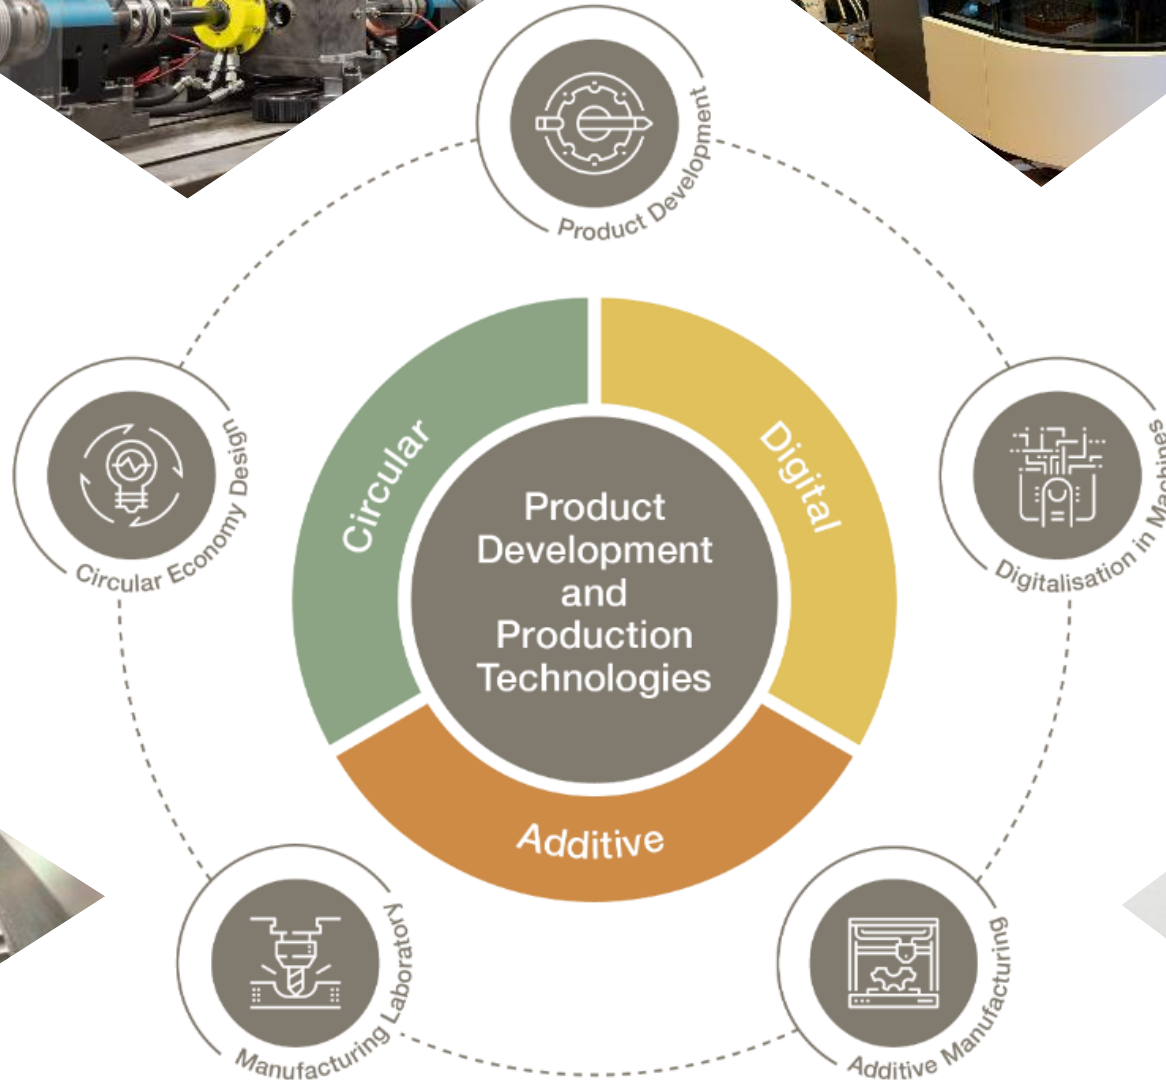 Product Development
Circular Economy Design
Digitalisation in Machines
Circular
Digital
Product
Development
and
Production
Technologies
Additive
Manufacturing Laboratory
Additive Manufacturing